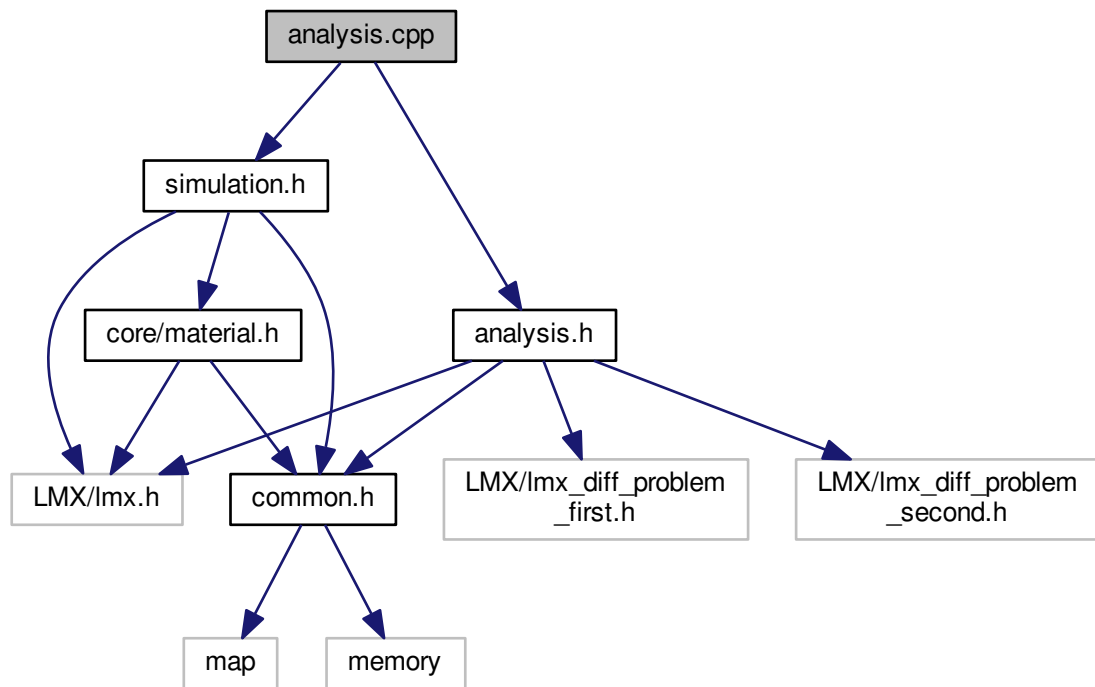 analysis.cpp
simulation.h
core/material.h
analysis.h
LMX/lmx.h
common.h
LMX/lmx_diff_problem
_first.h
LMX/lmx_diff_problem
_second.h
map
memory